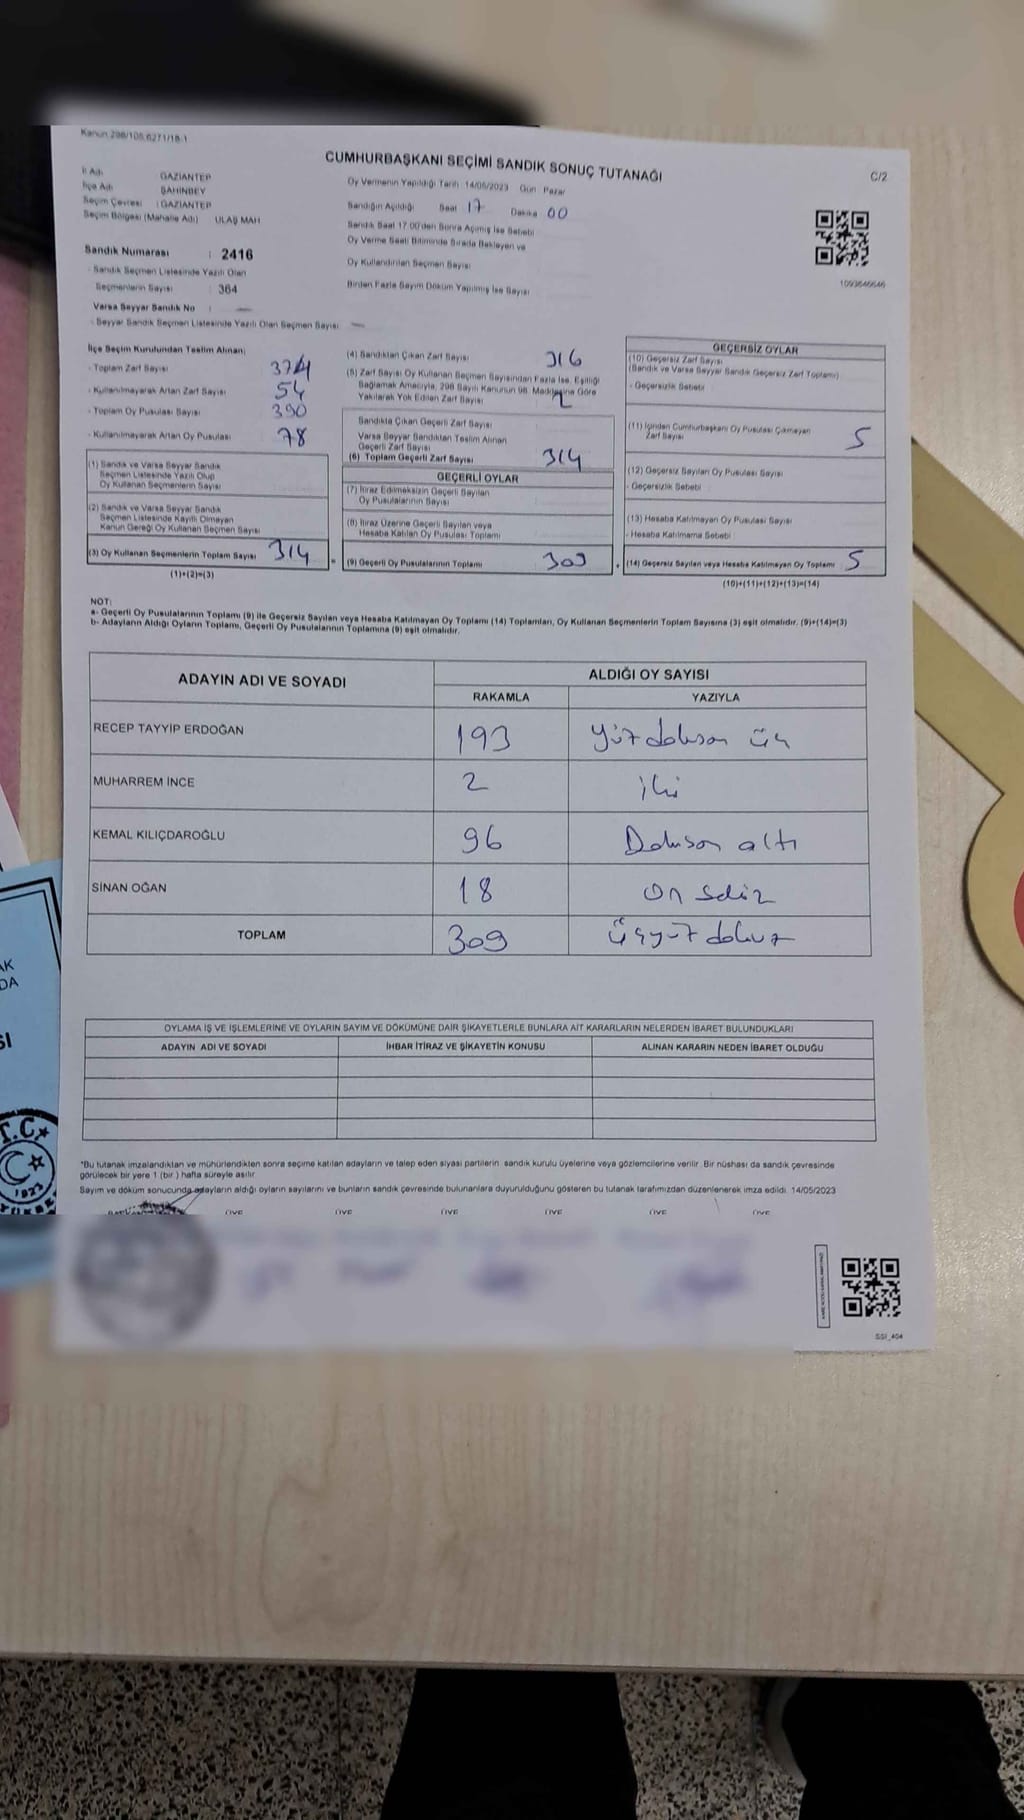 Kanun:298/105,6271/18-1
CUMHURBAŞKANI SEÇİMİ SANDIK SONUÇ TUTANAĞI
C/2
İl Adı GAZİANTEP
İlçe Adı ŞAHİNBEY
Seçim Çevresi : GAZİANTEP
Seçim Bölgesi (Mahalle Adı) ULAŞ MAH
Oy Vermenin Yapıldığı Tarih 14/05/2023 Gün Pazar
Sandığın Açıldığı Saat 17 Dakika 00
Sandık Saat 17:00'den Sonra Açımış İse Sebebi
Oy Verme Saati Bitiminde Sırada Bekleyen ve
Oy Kullandırılan Seçmen Sayısı
Birden Fazla Sayım Döküm Yapılmış İse Sayısı
Sandık Numarası : 2416
- Sandık Seçmen Listesinde Yazılı Olan
Seçmenlerin Sayısı : 364
Varsa Seyyar Sandık No : —
- Seyyar Sandık Seçmen Listesinde Yazılı Olan Seçmen Sayısı —
İlçe Seçim Kurulundan Teslim Alınan;
- Toplam Zarf Sayısı
- Kullanılmayarak Artan Zarf Sayısı 54
- Toplam Oy Pusulası Sayısı 390
- Kullanılmayarak Artan Oy Pusulası 78
(1) Sandık ve Varsa Seyyar Sandık
Seçmen Listesinde Yazılı Olup
Oy Kullanan Seçmenlerin Sayısı
(2) Sandık ve Varsa Seyyar Sandık
Seçmen Listesinde Kayıtlı Olmayan
Kanun Gereği Oy Kullanan Seçmen Sayısı
(3) Oy Kullanan Seçmenlerin Toplam Sayısı 314
(1)+(2)=(3)
(4) Sandıktan Çıkan Zarf Sayısı 316
(5) Zarf Sayısı Oy Kullanan Seçmen Sayısından Fazla İse, Eşitliği
Sağlamak Amacıyla, 298 Sayılı Kanunun 98. Maddesine Göre
Yakılarak Yok Edilen Zarf Sayısı 2
Sandıkta Çıkan Geçerli Zarf Sayısı
Varsa Seyyar Sandıktan Teslim Alınan
Geçerli Zarf Sayısı
(6) Toplam Geçerli Zarf Sayısı 314
GEÇERLİ OYLAR
(7) İtiraz Edilmeksizin Geçerli Sayılan
Oy Pusulalarının Sayısı
(8) İtiraz Üzerine Geçerli Sayılan veya
Hesaba Katılan Oy Pusulası Toplamı
(9) Geçerli Oy Pusulalarının Toplamı 309
GEÇERSİZ OYLAR
(10) Geçersiz Zarf Sayısı
(Sandık ve Varsa Seyyar Sandık Geçersiz Zarf Toplamı)
- Geçersizlik Sebebi
(11) İçinden Cumhurbaşkanı Oy Pusulası Çıkmayan
Zarf Sayısı 5
(12) Geçersiz Sayılan Oy Pusulası Sayısı
- Geçersizlik Sebebi
(13) Hesaba Katılmayan Oy Pusulası Sayısı
- Hesaba Katılmama Sebebi
(14) Geçersiz Sayılan veya Hesaba Katılmayan Oy Toplamı 5
(10)+(11)+(12)+(13)=(14)
NOT:
a- Geçerli Oy Pusulalarının Toplamı (9) ile Geçersiz Sayılan veya Hesaba Katılmayan Oy Toplamı (14) Toplamları, Oy Kullanan Seçmenlerin Toplam Sayısına (3) eşit olmalıdır. (9)+(14)=(3)
b- Adayların Aldığı Oyların Toplamı, Geçerli Oy Pusulalarının Toplamına (9) eşit olmalıdır.
ADAYIN ADI VE SOYADI ALDIĞI OY SAYISI
RAKAMLA YAZIYLA
RECEP TAYYİP ERDOĞAN 193 yüz doksan üç
MUHARREM İNCE 2 iki
KEMAL KILIÇDAROĞLU 96 Doksan altı
SİNAN OĞAN 18 on sekiz
TOPLAM 309 üçyüz dokuz
OYLAMA İŞ VE İŞLEMLERİNE VE OYLARIN SAYIM VE DÖKÜMÜNE DAİR ŞİKAYETLERLE BUNLARA AİT KARARLARIN NELERDEN İBARET BULUNDUKLARI
ADAYIN ADI VE SOYADI İHBAR İTİRAZ VE ŞİKAYETİN KONUSU ALINAN KARARIN NEDEN İBARET OLDUĞU
*Bu tutanak imzalandıktan ve mühürlendikten sonra seçime katılan adayların ve talep eden siyasi partilerin sandık kurulu üyelerine veya gözlemcilerine verilir. Bir nüshası da sandık çevresinde
görülecek bir yere 1 (bir ) hafta süreyle asılır.
Sayım ve döküm sonucunda adayların aldığı oyların sayılarını ve bunların sandık çevresinde bulunanlara duyurulduğunu gösteren bu tutanak tarafımızdan düzenlenerek imza edildi. 14/05/2023
ÜYE ÜYE ÜYE ÜYE ÜYE ÜYE
SSI_404
AK
DA
SI
T.C.
1923